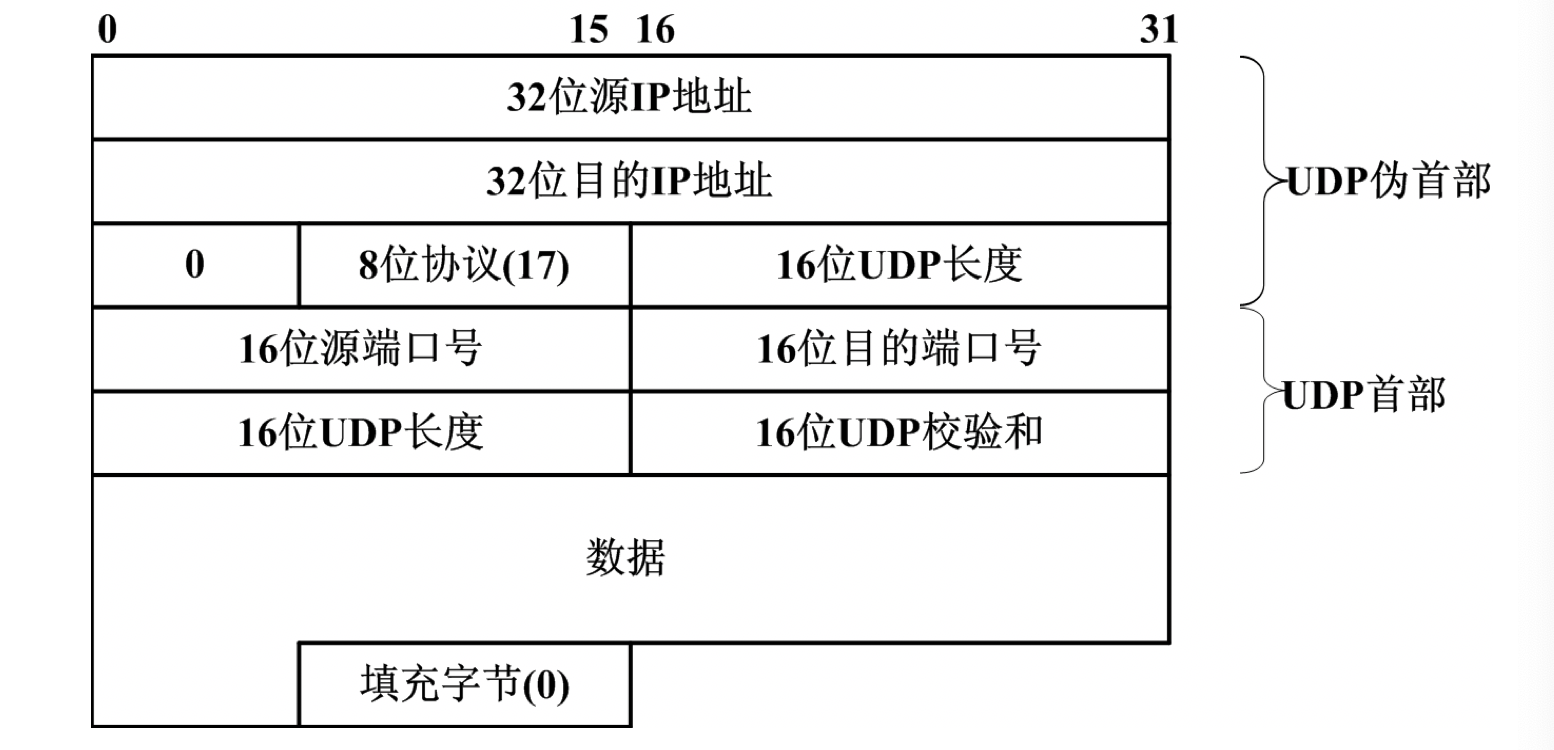 0 15 16 31
32位源IP地址
32位目的IP地址
UDP伪首部
0 8位协议(17) 16位UDP长度
16位源端口号 16位目的端口号
UDP首部
16位UDP长度 16位UDP校验和
数据
填充字节(0)